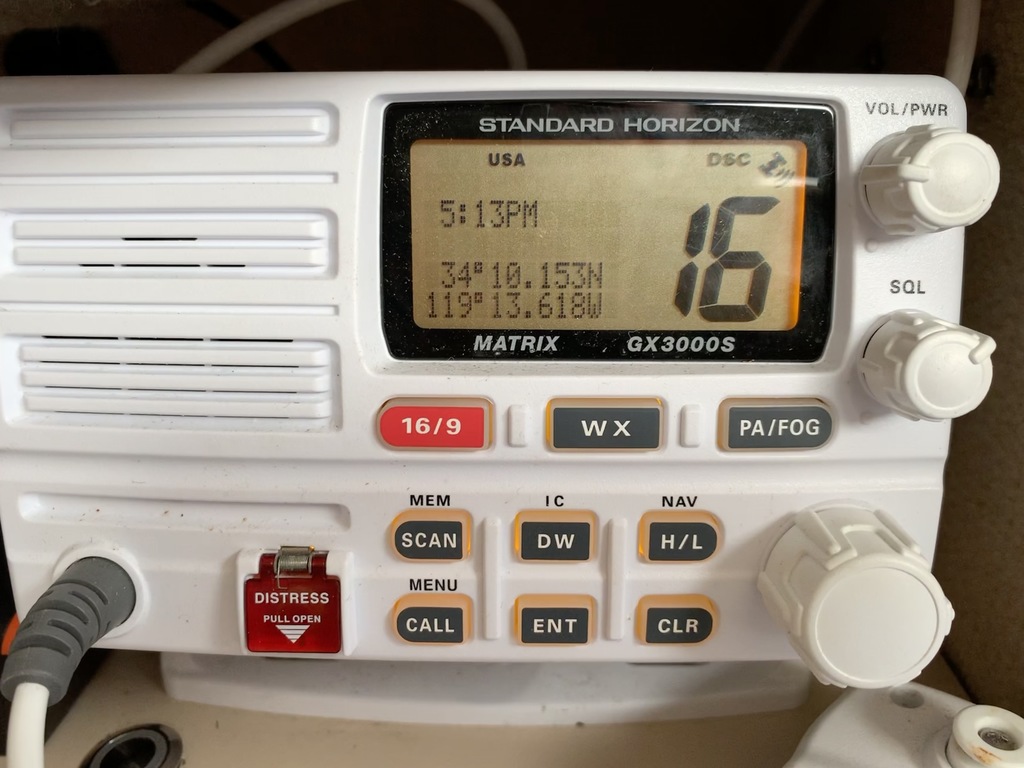 VOL/PWR
STANDARD HORIZON
USA DSC
5:13PM
16
34°10.153N
119°13.618W
SQL
MATRIX GX3000S
16/9 WX PA/FOG
MEM IC NAV
SCAN DW H/L
MENU
CALL ENT CLR
DISTRESS
PULL OPEN